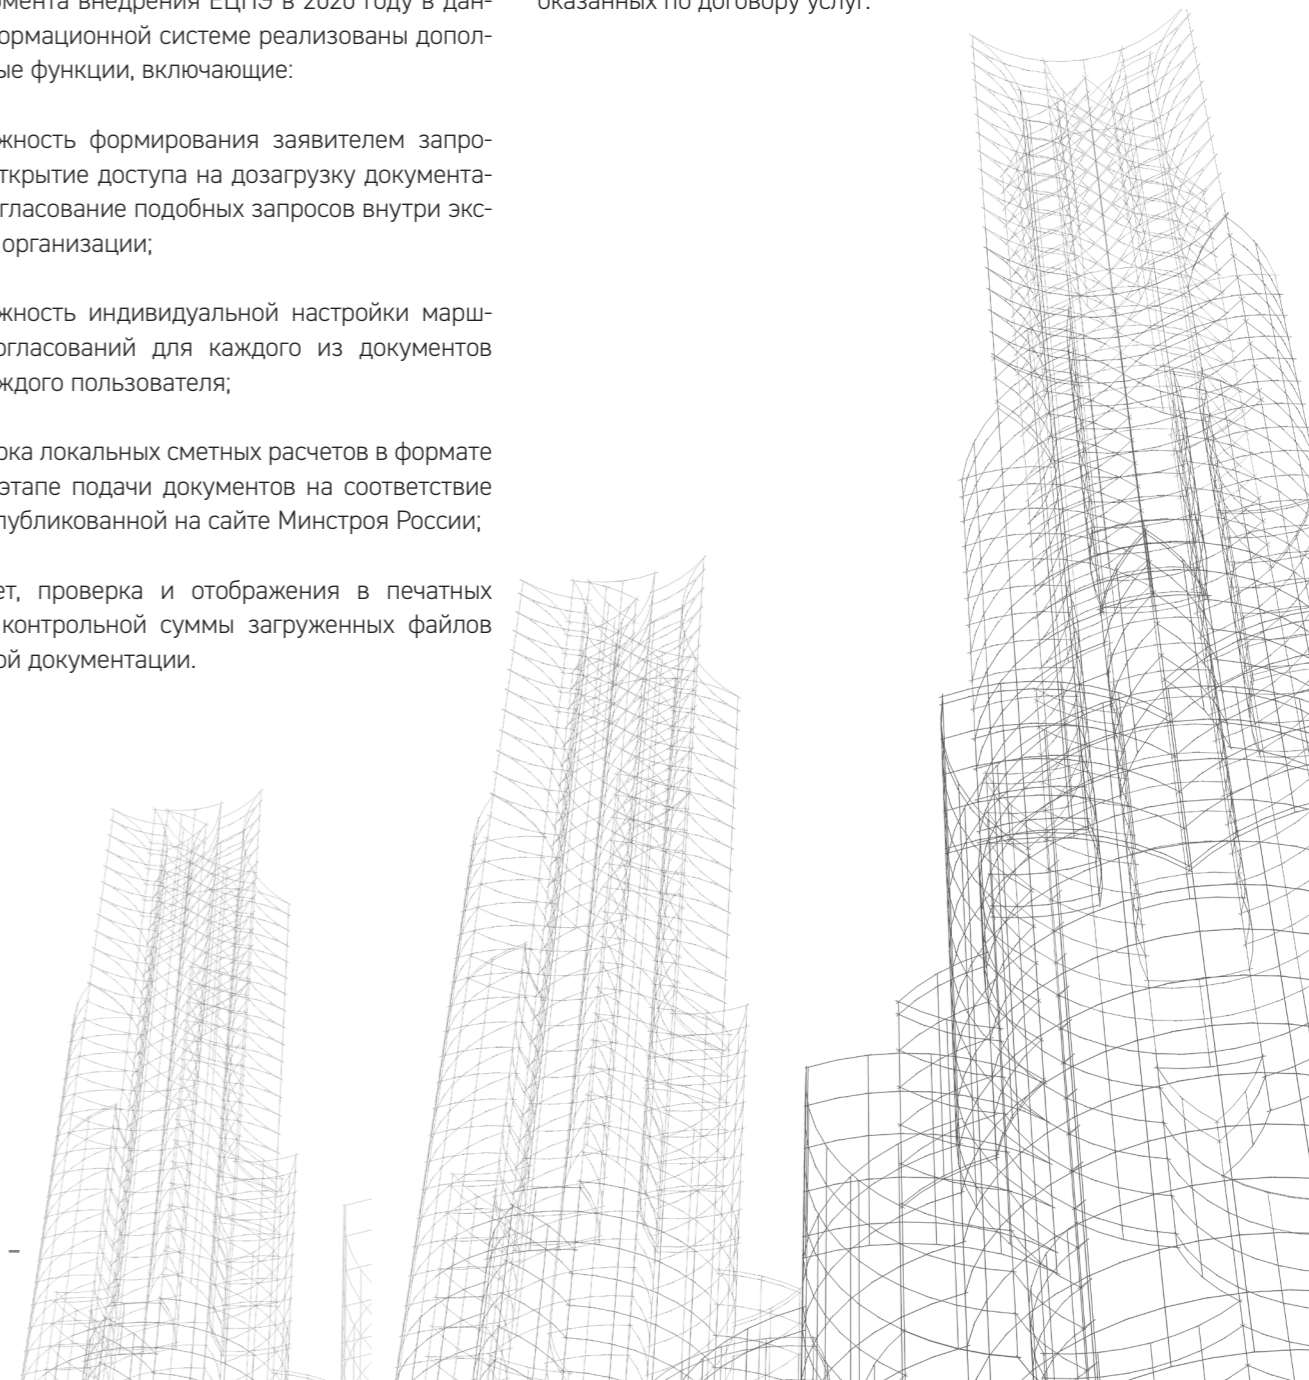 мента внедрения ЕЦПЭ в 2020 году в дан-
ормационной системе реализованы допол-
ые функции, включающие:
жность формирования заявителем запро-
ткрытие доступа на дозагрузку документа-
гласование подобных запросов внутри экс-
организации;
жность индивидуальной настройки марш-
огласований для каждого из документов
ждого пользователя;
рка локальных сметных расчетов в формате
этапе подачи документов на соответствие
публикованной на сайте Минстроя России;
ет, проверка и отображения в печатных
контрольной суммы загруженных файлов
ой документации.
–
оказанных по договору услуг.